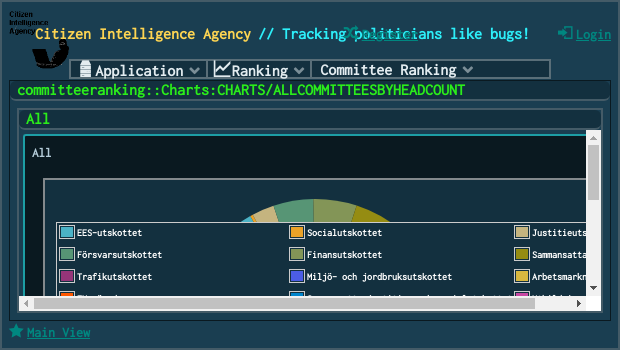 Citizen
Intelligence
Agency
Citizen Intelligence Agency // Tracking politicians like bugs!
Register
Login
Application
Ranking
Committee Ranking
committeeranking::Charts:CHARTS/ALLCOMMITTEESBYHEADCOUNT
All
All
EES-utskottet
Socialutskottet
Justitieuts
Försvarsutskottet
Finansutskottet
Sammansatta
Trafikutskottet
Miljö- och jordbruksutskottet
Arbetsmarkn
Main View